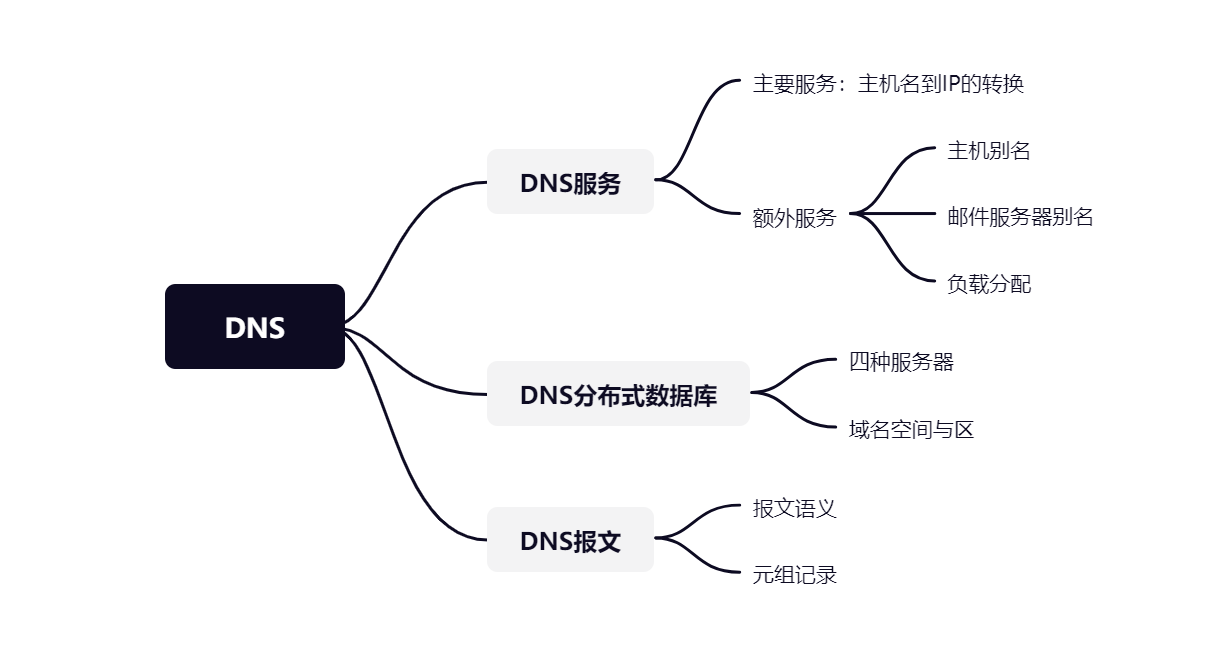 DNS
DNS服务
主要服务：主机名到IP的转换
额外服务
主机别名
邮件服务器别名
负载分配
DNS分布式数据库
四种服务器
域名空间与区
DNS报文
报文语义
元组记录